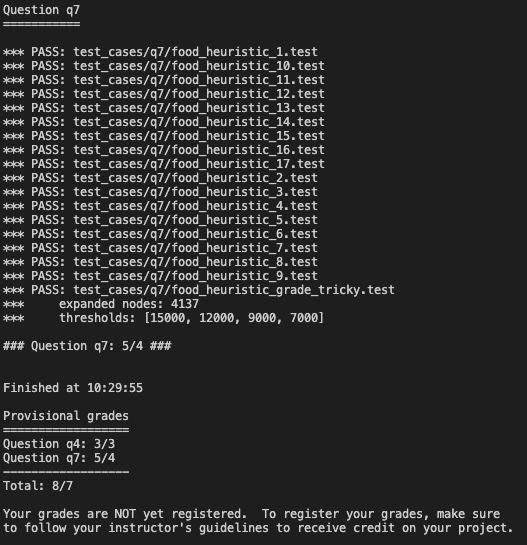 Question q7
===========
*** PASS: test_cases/q7/food_heuristic_1.test
*** PASS: test_cases/q7/food_heuristic_10.test
*** PASS: test_cases/q7/food_heuristic_11.test
*** PASS: test_cases/q7/food_heuristic_12.test
*** PASS: test_cases/q7/food_heuristic_13.test
*** PASS: test_cases/q7/food_heuristic_14.test
*** PASS: test_cases/q7/food_heuristic_15.test
*** PASS: test_cases/q7/food_heuristic_16.test
*** PASS: test_cases/q7/food_heuristic_17.test
*** PASS: test_cases/q7/food_heuristic_2.test
*** PASS: test_cases/q7/food_heuristic_3.test
*** PASS: test_cases/q7/food_heuristic_4.test
*** PASS: test_cases/q7/food_heuristic_5.test
*** PASS: test_cases/q7/food_heuristic_6.test
*** PASS: test_cases/q7/food_heuristic_7.test
*** PASS: test_cases/q7/food_heuristic_8.test
*** PASS: test_cases/q7/food_heuristic_9.test
*** PASS: test_cases/q7/food_heuristic_grade_tricky.test
***     expanded nodes: 4137
***     thresholds: [15000, 12000, 9000, 7000]
### Question q7: 5/4 ###
Finished at 10:29:55
Provisional grades
==================
Question q4: 3/3
Question q7: 5/4
------------------
Total: 8/7
Your grades are NOT yet registered.  To register your grades, make sure
to follow your instructor's guidelines to receive credit on your project.